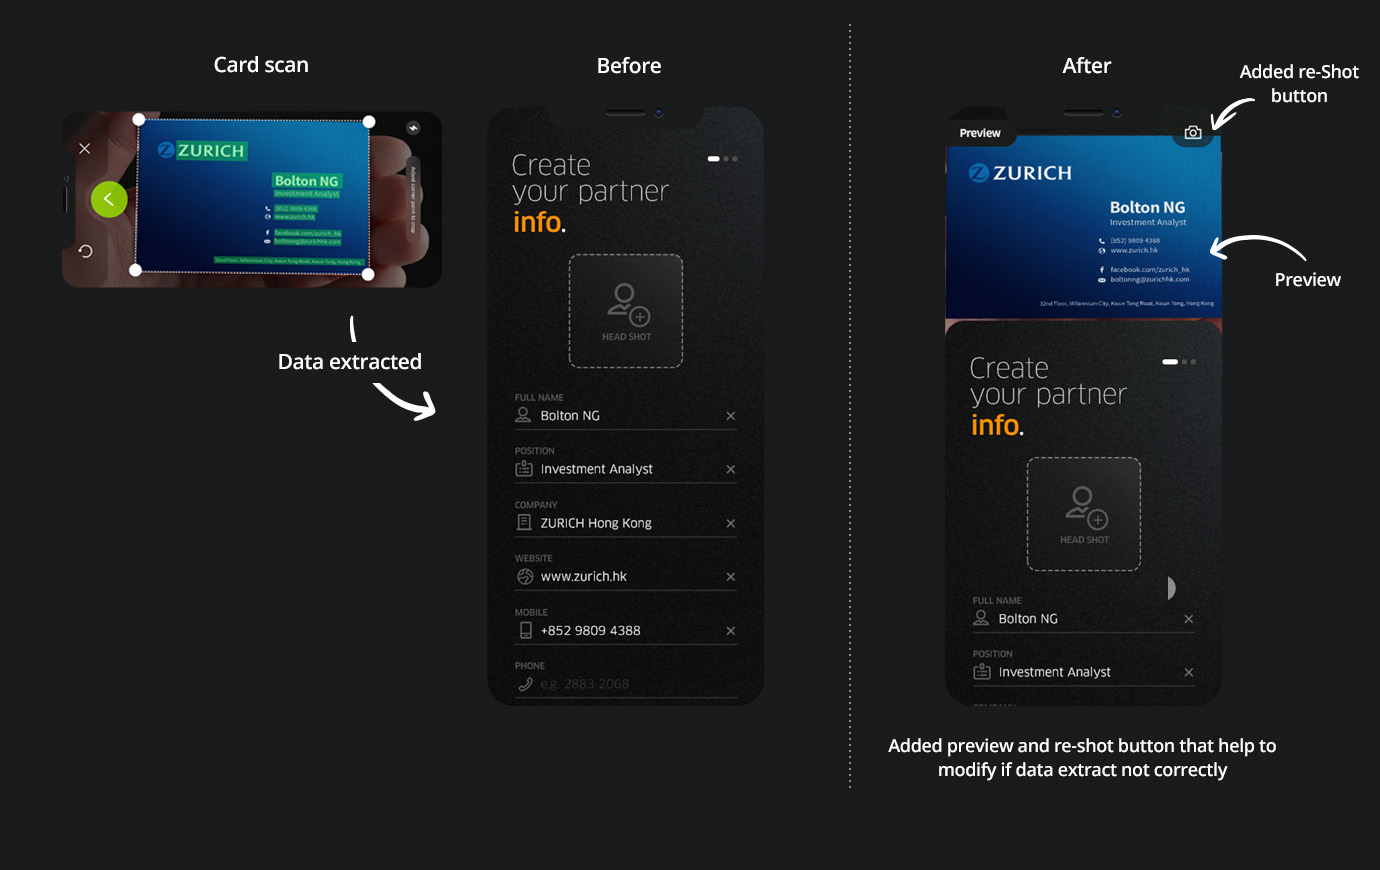 Card scan
ZURICH
Bolton NG
Investment Analyst
(852) 9809 4388
www.zurich.hk
facebook.com/zurich_hk
boltonng@zurichhk.com
32nd Floor, Millennium City, Kwun Tong Road, Kwun Tong, Hong Kong
Data extracted
Before
Create
your partner
info.
HEAD SHOT
FULL NAME
Bolton NG
POSITION
Investment Analyst
COMPANY
ZURICH Hong Kong
WEBSITE
www.zurich.hk
MOBILE
+852 9809 4388
PHONE
e.g. 2883 2068
After
Added re-Shot
button
Preview
ZURICH
Bolton NG
Investment Analyst
(852) 9809 4388
www.zurich.hk
facebook.com/zurich_hk
boltonng@zurichhk.com
32nd Floor, Millennium City, Kwun Tong Road, Kwun Tong, Hong Kong
Preview
Create
your partner
info.
HEAD SHOT
FULL NAME
Bolton NG
POSITION
Investment Analyst
Added preview and re-shot button that help to
modify if data extract not correctly